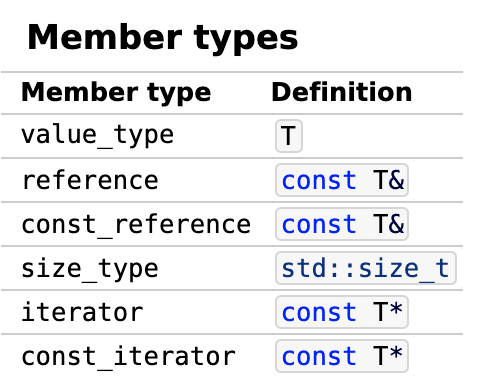 Member types
Member type Definition
value_type T
reference const T&
const_reference const T&
size_type std::size_t
iterator const T*
const_iterator const T*